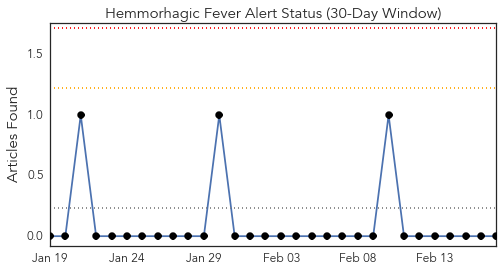 Hemmorhagic Fever Alert Status (30-Day Window)
Articles Found
1.5
1.0
0.5
0.0
Jan 19 Jan 24 Jan 29 Feb 03 Feb 08 Feb 13